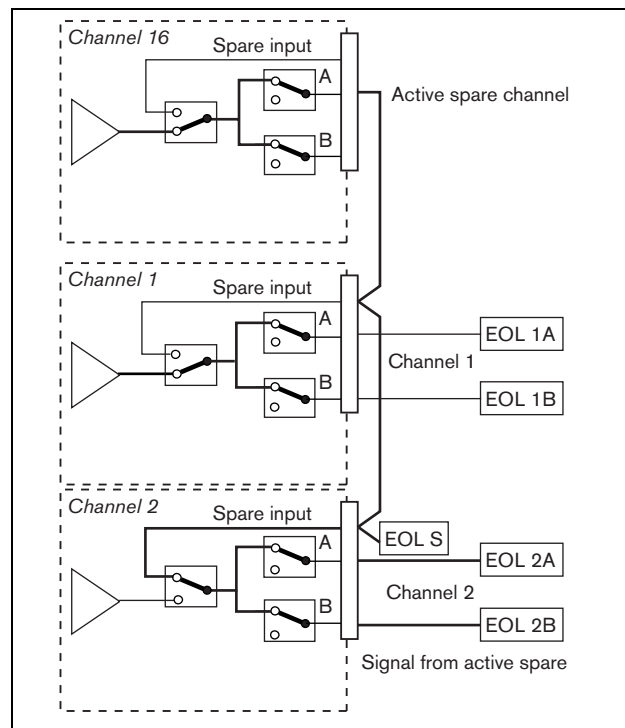 Channel 16
Spare input
A
Active spare channel
B
Channel 1
Spare input
A
EOL 1A
Channel 1
B
EOL 1B
Channel 2
Spare input
EOL S
A
EOL 2A
Channel 2
B
EOL 2B
Signal from active spare